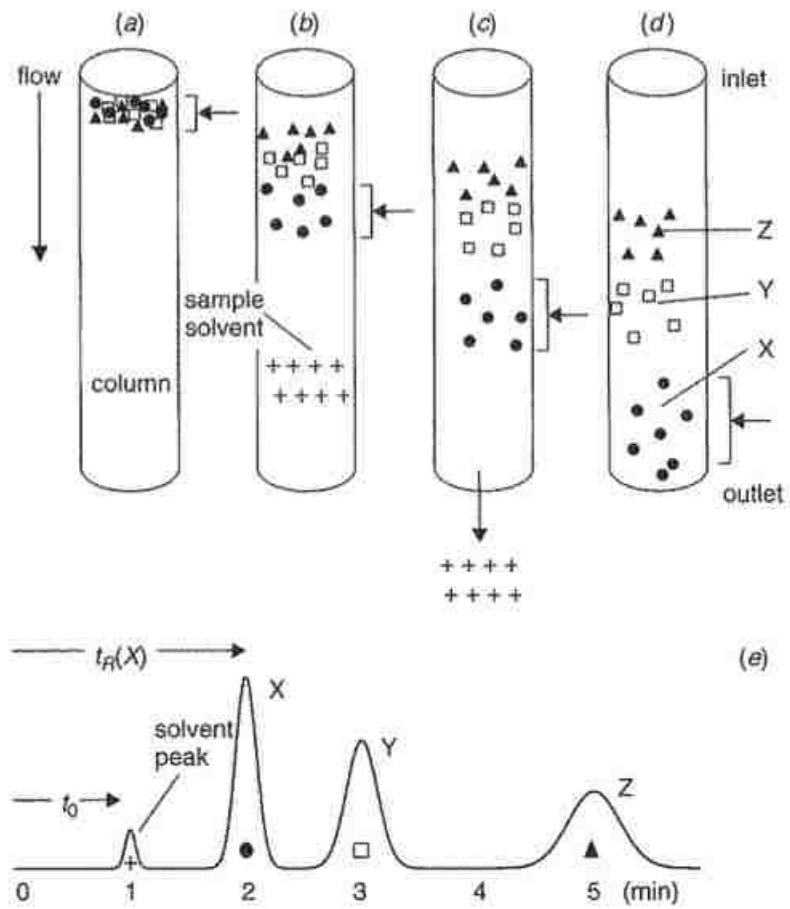 (a) (b) (c) (d)
flow
inlet
sample
solvent
+ + + +
+ + + +
column
Z
Y
X
outlet
+ + + +
+ + + +
t_R(X)
(e)
X
solvent
peak
Y
t_0
Z
+
0 1 2 3 4 5 (min)